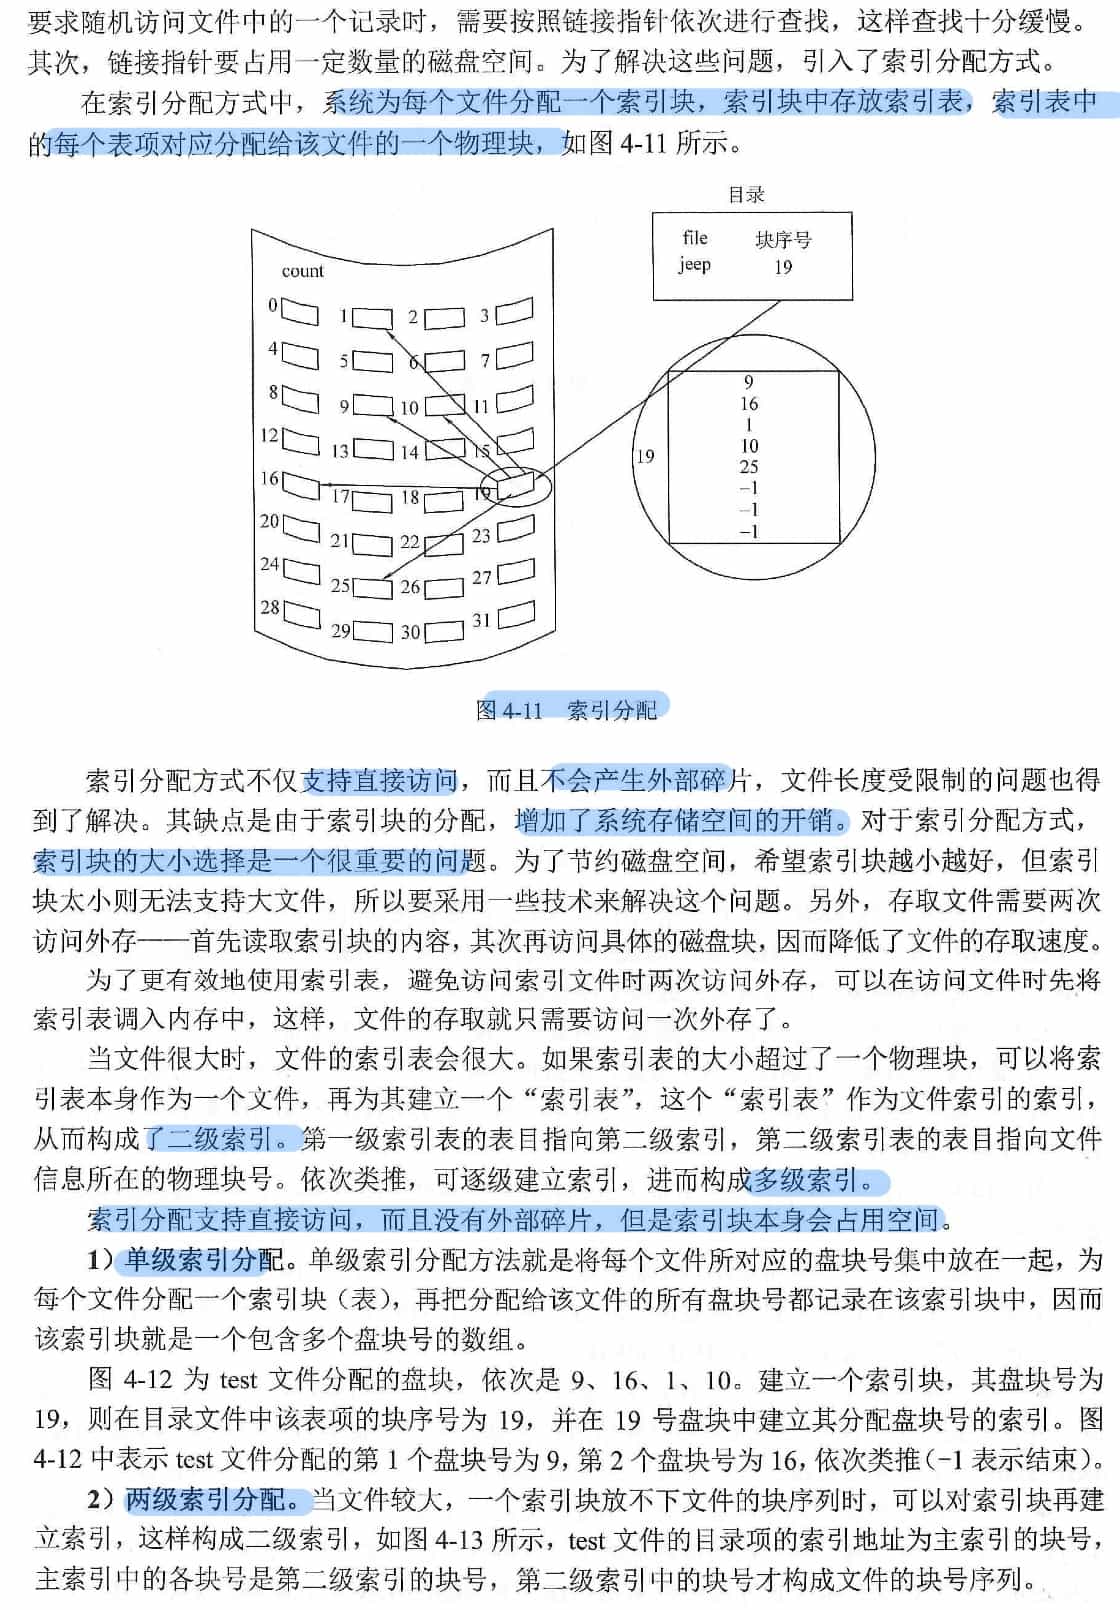 要求随机访问文件中的一个记录时，需要按照链接指针依次进行查找，这样查找十分缓慢。
其次，链接指针要占用一定数量的磁盘空间。为了解决这些问题，引入了索引分配方式。
在索引分配方式中，系统为每个文件分配一个索引块，索引块中存放索引表，索引表中
的每个表项对应分配给该文件的一个物理块，如图 4-11 所示。
目录
file 块序号
jeep 19
count
0 1 2 3
4 5 6 7
8 9 10 11
12 13 14 15
16 17 18 19
20 21 22 23
24 25 26 27
28 29 30 31
19
9
16
1
10
25
-1
-1
-1
图 4-11 索引分配
索引分配方式不仅支持直接访问，而且不会产生外部碎片，文件长度受限制的问题也得
到了解决。其缺点是由于索引块的分配，增加了系统存储空间的开销。对于索引分配方式，
索引块的大小选择是一个很重要的问题。为了节约磁盘空间，希望索引块越小越好，但索引
块太小则无法支持大文件，所以要采用一些技术来解决这个问题。另外，存取文件需要两次
访问外存——首先读取索引块的内容，其次再访问具体的磁盘块，因而降低了文件的存取速度。
为了更有效地使用索引表，避免访问索引文件时两次访问外存，可以在访问文件时先将
索引表调入内存中，这样，文件的存取就只需要访问一次外存了。
当文件很大时，文件的索引表会很大。如果索引表的大小超过了一个物理块，可以将索
引表本身作为一个文件，再为其建立一个“索引表”，这个“索引表”作为文件索引的索引，
从而构成了二级索引。第一级索引表的表目指向第二级索引，第二级索引表的表目指向文件
信息所在的物理块号。依次类推，可逐级建立索引，进而构成多级索引。
索引分配支持直接访问，而且没有外部碎片，但是索引块本身会占用空间。
1）单级索引分配。单级索引分配方法就是将每个文件所对应的盘块号集中放在一起，为
每个文件分配一个索引块（表），再把分配给该文件的所有盘块号都记录在该索引块中，因而
该索引块就是一个包含多个盘块号的数组。
图 4-12 为 test 文件分配的盘块，依次是 9、16、1、10。建立一个索引块，其盘块号为
19，则在目录文件中该表项的块序号为 19，并在 19 号盘块中建立其分配盘块号的索引。图
4-12 中表示 test 文件分配的第 1 个盘块号为 9，第 2 个盘块号为 16，依次类推（-1 表示结束）。
2）两级索引分配。当文件较大，一个索引块放不下文件的块序列时，可以对索引块再建
立索引，这样构成二级索引，如图 4-13 所示，test 文件的目录项的索引地址为主索引的块号，
主索引中的各块号是第二级索引的块号，第二级索引中的块号才构成文件的块号序列。